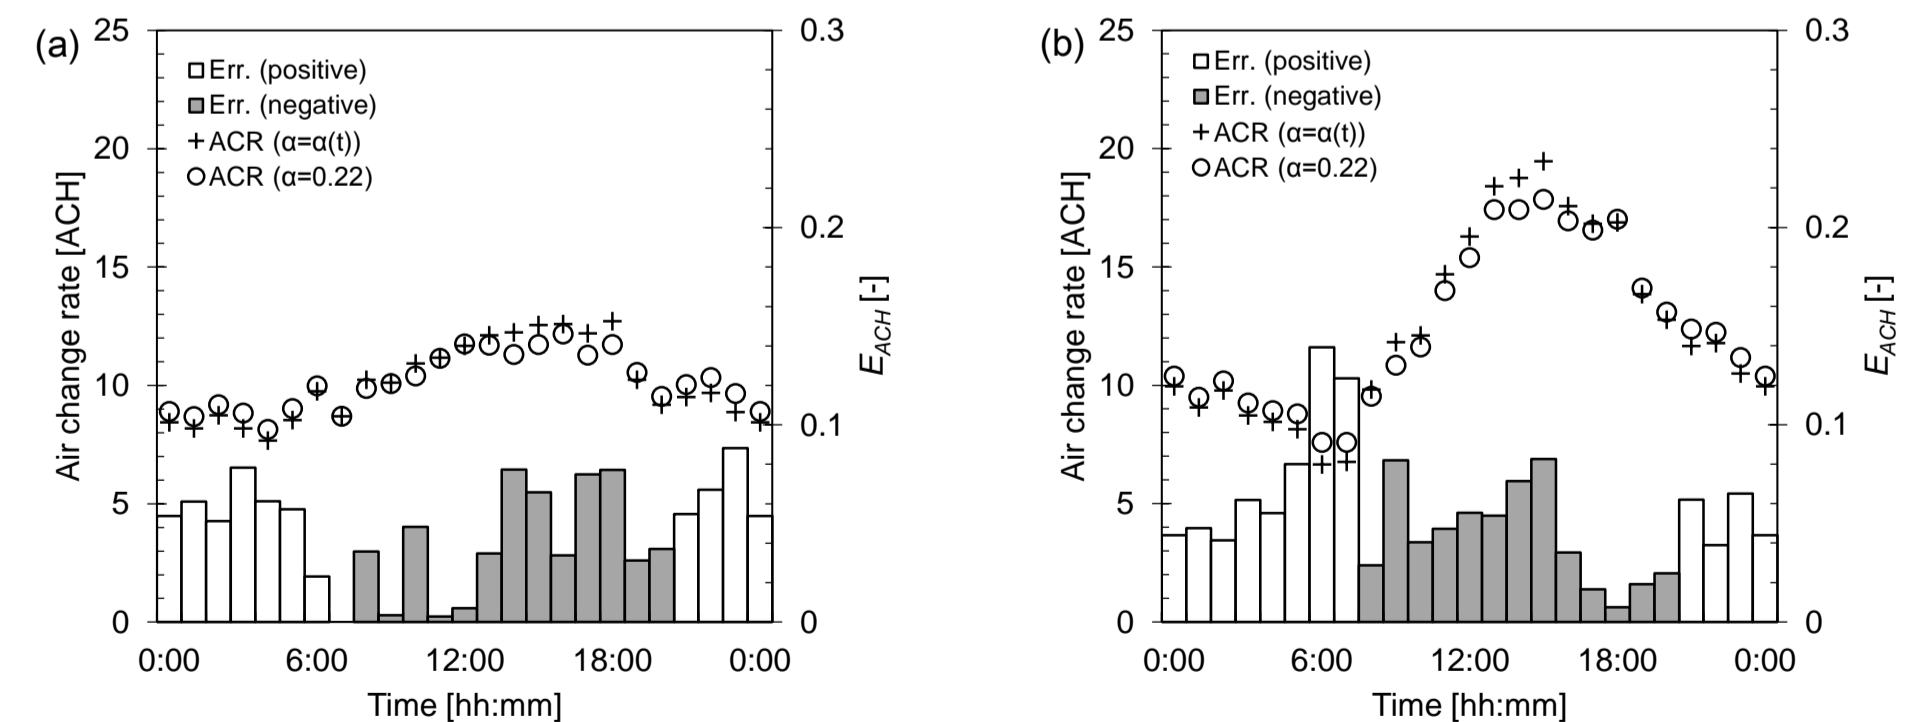 (a)
25
20
15
10
5
0
Air change rate [ACH]
Err. (positive)
Err. (negative)
ACR (α=α(t))
ACR (α=0.22)
0.3
0.2
0.1
0
E_ACH [-]
0:00 6:00 12:00 18:00 0:00
Time [hh:mm]
(b)
25
20
15
10
5
0
Air change rate [ACH]
Err. (positive)
Err. (negative)
ACR (α=α(t))
ACR (α=0.22)
0.3
0.2
0.1
0
E_ACH [-]
0:00 6:00 12:00 18:00 0:00
Time [hh:mm]